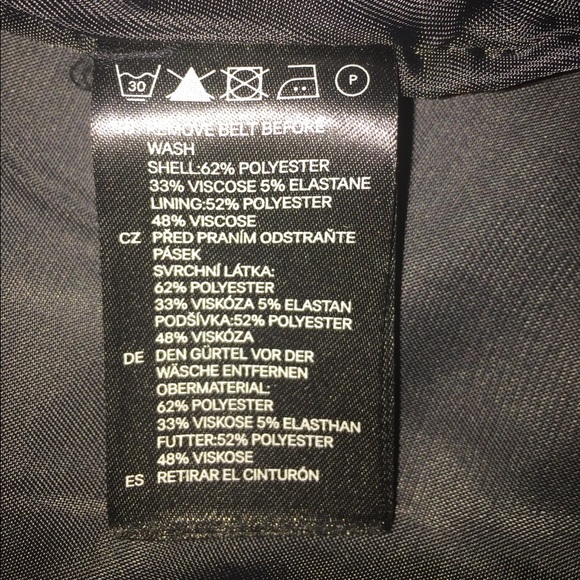 30
P
REMOVE BELT BEFORE
WASH
SHELL:62% POLYESTER
33% VISCOSE 5% ELASTANE
LINING:52% POLYESTER
48% VISCOSE
CZ PŘED PRANÍM ODSTRAŇTE
PÁSEK
SVRCHNÍ LÁTKA:
62% POLYESTER
33% VISKÓZA 5% ELASTAN
PODŠÍVKA:52% POLYESTER
48% VISKÓZA
DE DEN GÜRTEL VOR DER
WÄSCHE ENTFERNEN
OBERMATERIAL:
62% POLYESTER
33% VISKOSE 5% ELASTHAN
FUTTER:52% POLYESTER
48% VISKOSE
ES RETIRAR EL CINTURÓN